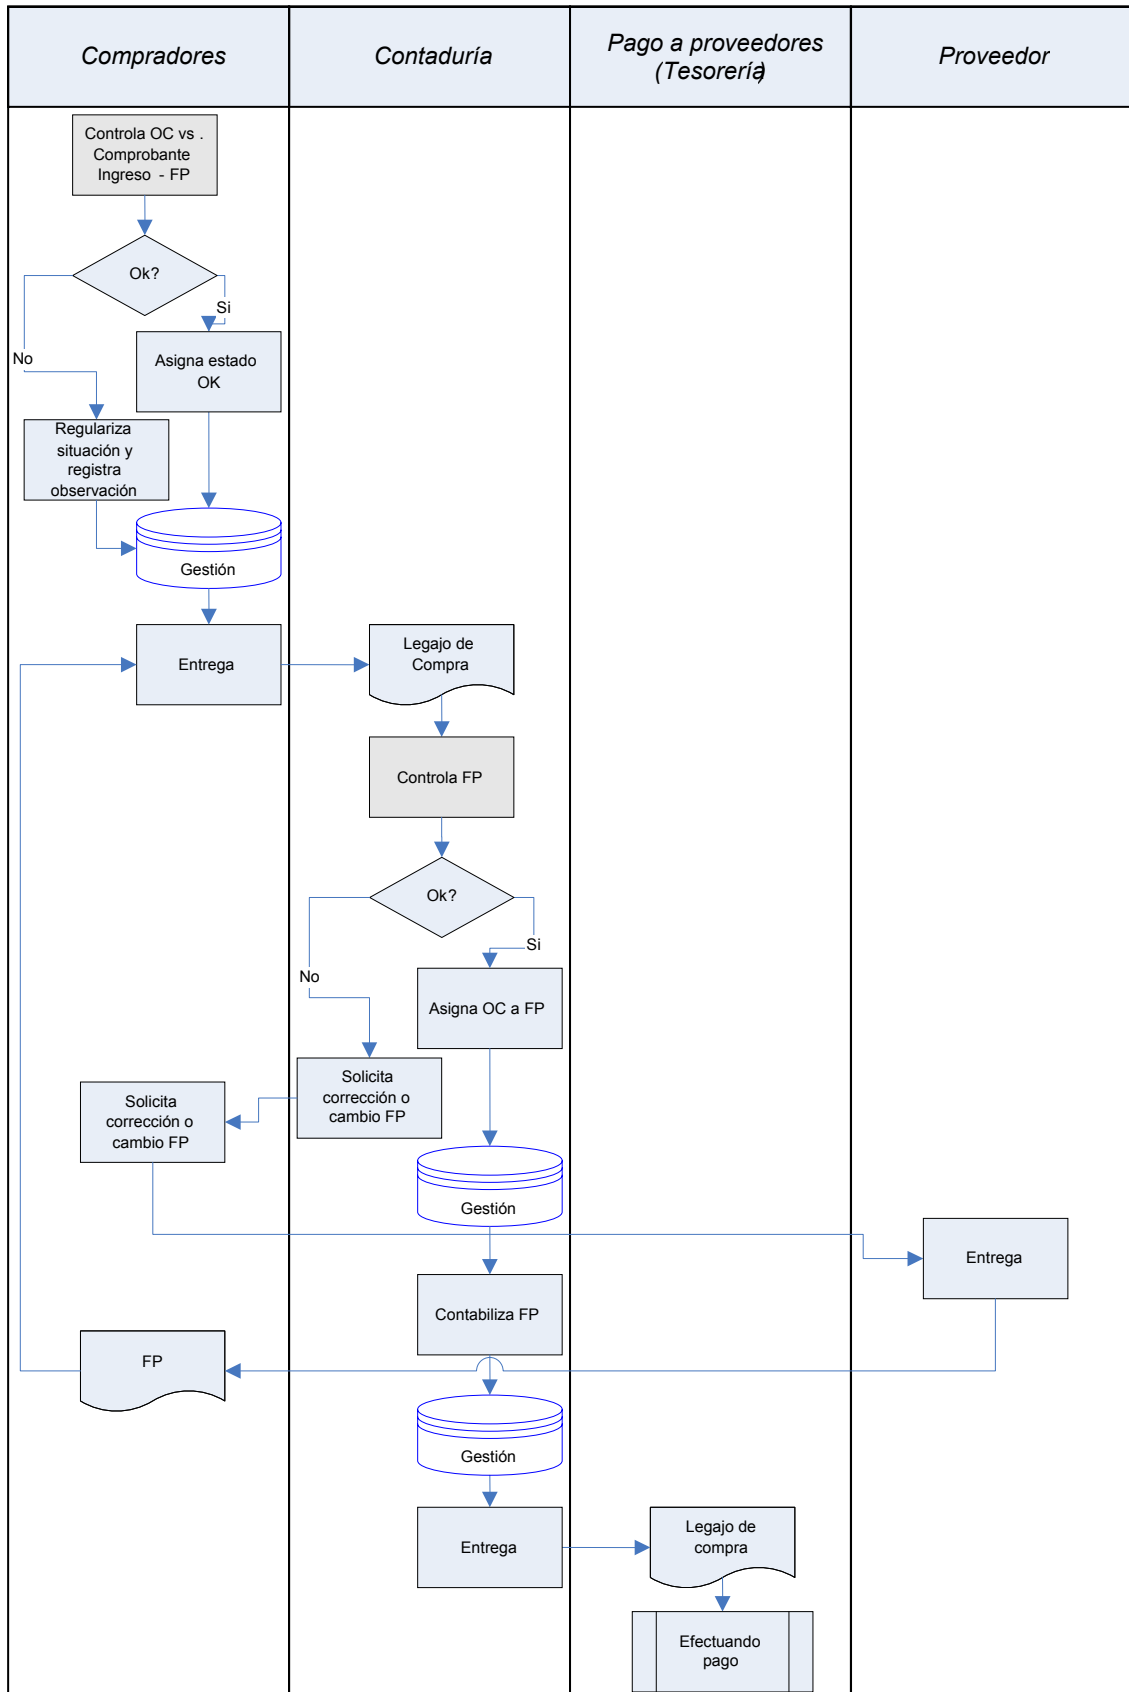 Compradores
Contaduría
Pago a proveedores
(Tesorería)
Proveedor
Controla OC vs .
Comprobante
Ingreso - FP
Ok?
Si
No
Asigna estado
OK
Regulariza
situación y
registra
observación
Gestión
Entrega
Legajo de
Compra
Controla FP
Ok?
Si
No
Asigna OC a FP
Solicita
corrección o
cambio FP
Solicita
corrección o
cambio FP
Gestión
Entrega
Contabiliza FP
FP
Gestión
Entrega
Legajo de
compra
Efectuando
pago